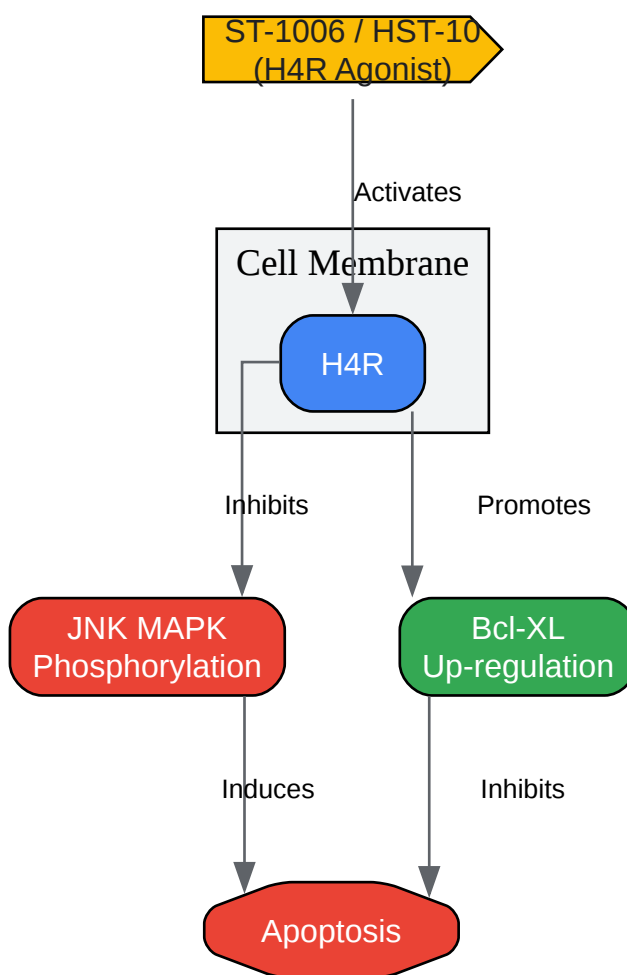 ST-1006 / HST-10
(H4R Agonist)
Activates
Cell Membrane
H4R
Inhibits
Promotes
JNK MAPK
Phosphorylation
Bcl-XL
Up-regulation
Induces
Inhibits
Apoptosis